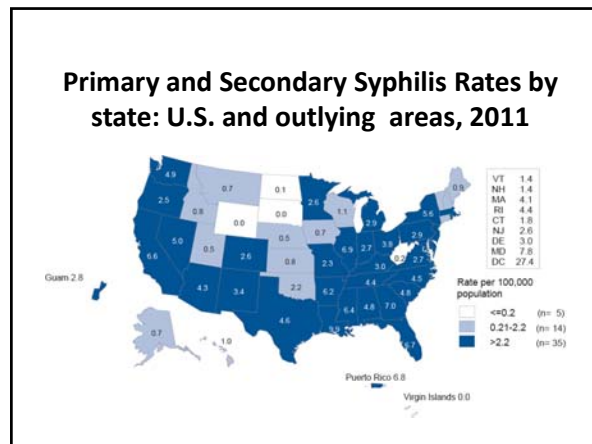 Primary and Secondary Syphilis Rates by
state: U.S. and outlying areas, 2011
4.9
0.7
0.1
2.6
2.5
0.8
0.0
1.1
2.9
0.0
0.7
0.5
5.0
0.5
2.6
0.8
2.3
6.9
2.7
3.8
2.9
6.6
3.0
0.2
2.7
4.3
3.4
2.2
6.2
4.4
4.5
4.6
6.4
4.8
7.0
4.8
VT 1.4
NH 1.4
MA 4.1
RI 4.4
CT 1.8
NJ 2.6
DE 3.0
MD 7.8
DC 27.4
Guam 2.8
0.7
1.0
Rate per 100,000
population
<=0.2 (n= 5)
0.21-2.2 (n= 14)
>2.2 (n= 35)
Puerto Rico 6.8
Virgin Islands 0.0